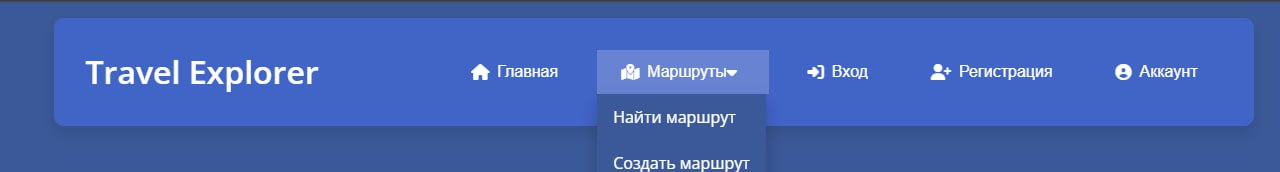 Travel Explorer
Главная
Маршруты
Вход
Регистрация
Аккаунт
Найти маршрут
Создать маршрут